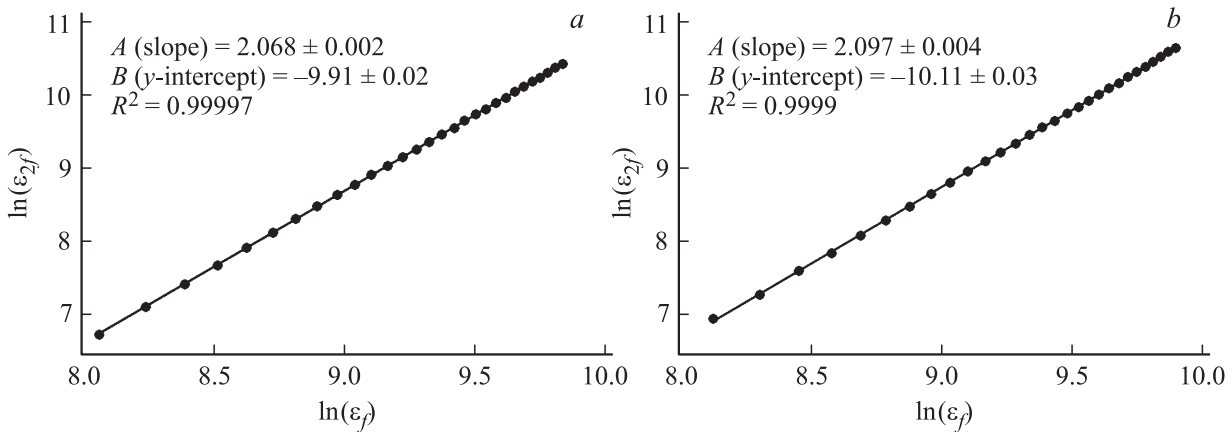 a
A (slope) = 2.068 ± 0.002
B (y-intercept) = –9.91 ± 0.02
R² = 0.99997
11
10
9
8
7
ln(ε2f)
8.0 8.5 9.0 9.5 10.0
ln(εf)
b
A (slope) = 2.097 ± 0.004
B (y-intercept) = –10.11 ± 0.03
R² = 0.9999
11
10
9
8
7
ln(ε2f)
8.0 8.5 9.0 9.5 10.0
ln(εf)